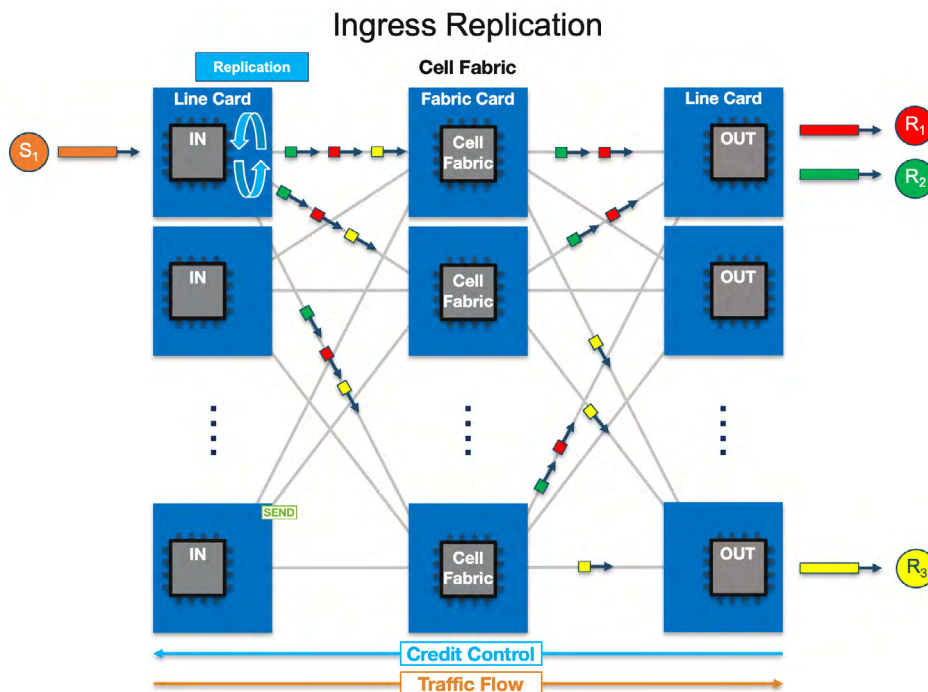 Ingress Replication
Replication
Cell Fabric
Line Card
Fabric Card
Line Card
IN
Cell
Fabric
OUT
S1
R1
R2
IN
Cell
Fabric
OUT
SEND
IN
Cell
Fabric
OUT
R3
Credit Control
Traffic Flow